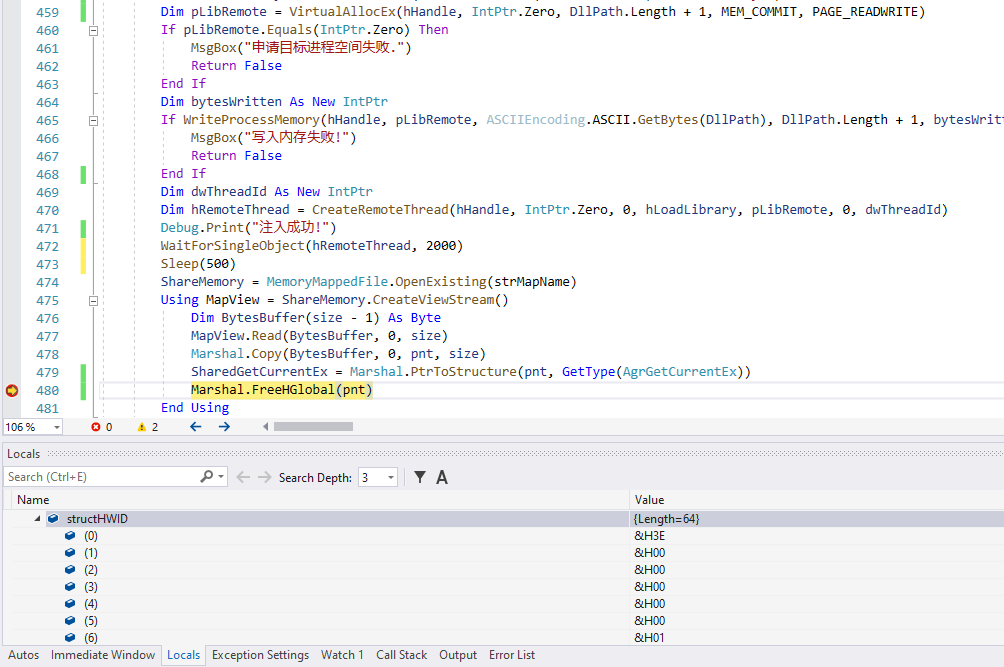 459 Dim pLibRemote = VirtualAllocEx(hHandle, IntPtr.Zero, DllPath.Length + 1, MEM_COMMIT, PAGE_READWRITE)
460 If pLibRemote.Equals(IntPtr.Zero) Then
461 MsgBox("申请目标进程空间失败.")
462 Return False
463 End If
464 Dim bytesWritten As New IntPtr
465 If WriteProcessMemory(hHandle, pLibRemote, ASCIIEncoding.ASCII.GetBytes(DllPath), DllPath.Length + 1, bytesWrit
466 MsgBox("写入内存失败!")
467 Return False
468 End If
469 Dim dwThreadId As New IntPtr
470 Dim hRemoteThread = CreateRemoteThread(hHandle, IntPtr.Zero, 0, hLoadLibrary, pLibRemote, 0, dwThreadId)
471 Debug.Print("注入成功!")
472 WaitForSingleObject(hRemoteThread, 2000)
473 Sleep(500)
474 ShareMemory = MemoryMappedFile.OpenExisting(strMapName)
475 Using MapView = ShareMemory.CreateViewStream()
476 Dim BytesBuffer(size - 1) As Byte
477 MapView.Read(BytesBuffer, 0, size)
478 Marshal.Copy(BytesBuffer, 0, pnt, size)
479 SharedGetCurrentEx = Marshal.PtrToStructure(pnt, GetType(AgrGetCurrentEx))
480 Marshal.FreeHGlobal(pnt)
481 End Using
106 % 0 2
Locals
Search (Ctrl+E) Search Depth: 3 A
Name Value
structHWID {Length=64}
(0) &H3E
(1) &H00
(2) &H00
(3) &H00
(4) &H00
(5) &H00
(6) &H01
Autos Immediate Window Locals Exception Settings Watch 1 Call Stack Output Error List